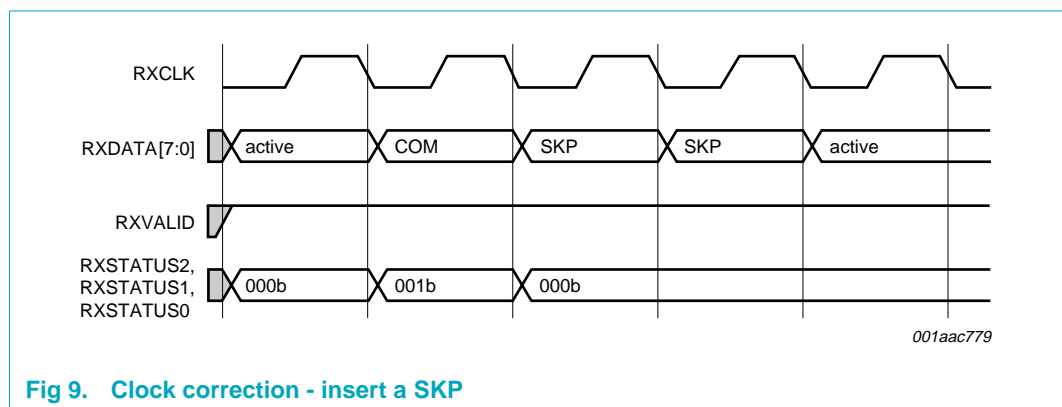 RXCLK
RXDATA[7:0] active COM SKP SKP active
RXVALID
RXSTATUS2,
RXSTATUS1,
RXSTATUS0
000b 001b 000b
001aac779
Fig 9. Clock correction - insert a SKP